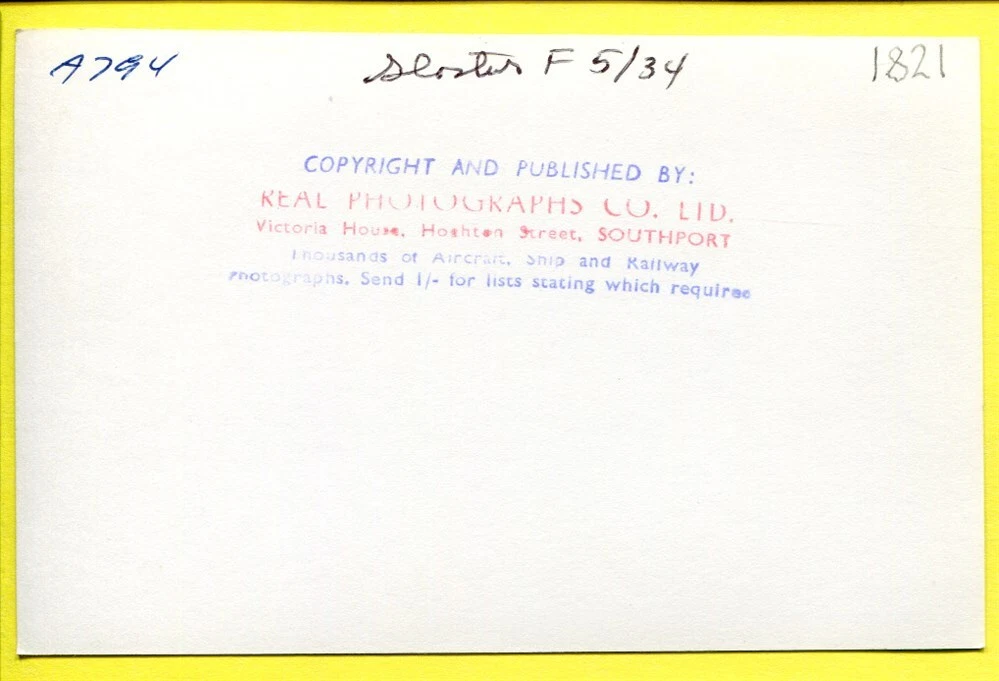 A794
Gloster F 5/34
1821
COPYRIGHT AND PUBLISHED BY:
REAL PHOTOGRAPHS CO. LTD.
Victoria House, Hoghton Street, SOUTHPORT
Thousands of Aircraft, Ship and Railway
Photographs. Send 1/- for lists stating which required